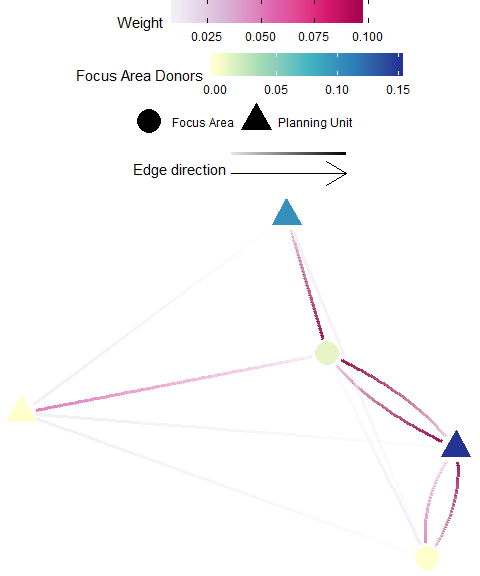 Weight
0.025 0.050 0.075 0.100
Focus Area Donors
0.00 0.05 0.10 0.15
Focus Area Planning Unit
Edge direction